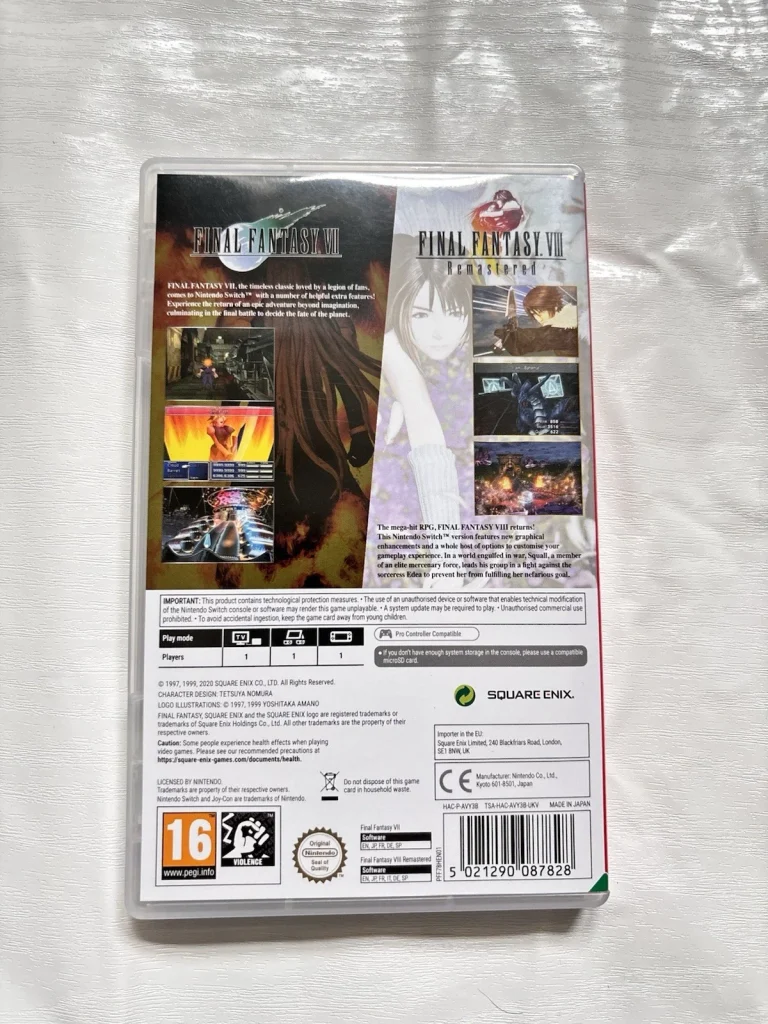 FINAL FANTASY VII
FINAL FANTASY, the timeless classic loved by a legion of fans,
comes to Nintendo Switch™ with a number of helpful extra features!
Experience the return of an epic adventure beyond imagination,
culminating in the final battle to decide the fate of the planet.
FINAL FANTASY VIII
Remastered
The mega-hit RPG, FINAL FANTASY VIII returns!
This Nintendo Switch™ version features new graphical
enhancements and a whole host of options to customise your
gameplay experience. In a world engulfed in war, Squall, a member
of an elite mercenary force, leads his group in a fight against the
sorceress Edea to prevent her from fulfilling her nefarious goal.
IMPORTANT: This product contains technological protection measures. • The use of an unauthorised device or software that enables technical modification
of the Nintendo Switch console or software may render this game unplayable. • A system update may be required to play. • Unauthorised commercial use
prohibited. • To avoid accidental ingestion, keep the game card away from young children.
Play mode
TV
Players
1 1 1
Pro Controller Compatible
• If you don't have enough system storage in the console, please use a compatible
microSD card.
© 1997, 1999, 2020 SQUARE ENIX CO., LTD. All Rights Reserved.
CHARACTER DESIGN: TETSUYA NOMURA
LOGO ILLUSTRATIONS: © 1997, 1999 YOSHITAKA AMANO
FINAL FANTASY, SQUARE ENIX and the SQUARE ENIX logo are registered trademarks or
trademarks of Square Enix Holdings Co., Ltd. All other trademarks are the property of their
respective owners.
Caution: Some people experience health effects when playing
video games. Please see our recommended precautions at
https://square-enix-games.com/documents/health.
SQUARE ENIX.
Importer in the EU:
Square Enix Limited, 240 Blackfriars Road, London,
SE1 8NW, UK
CE
Manufacturer: Nintendo Co., Ltd.,
Kyoto 601-8501, Japan
LICENSED BY NINTENDO.
Trademarks are property of their respective owners.
Nintendo Switch and Joy-Con are trademarks of Nintendo.
Do not dispose of this game
card in household waste.
HAC-P-AVY3B TSA-HAC-AVY3B-UKV MADE IN JAPAN
16
www.pegi.info
VIOLENCE
Original
Nintendo
Seal of
Quality
Final Fantasy VII
Software
EN, JP, FR, DE, SP
Final Fantasy VIII Remastered
Software
EN, JP, FR, IT, DE, SP
PFF78HEN01
5 021290 087828